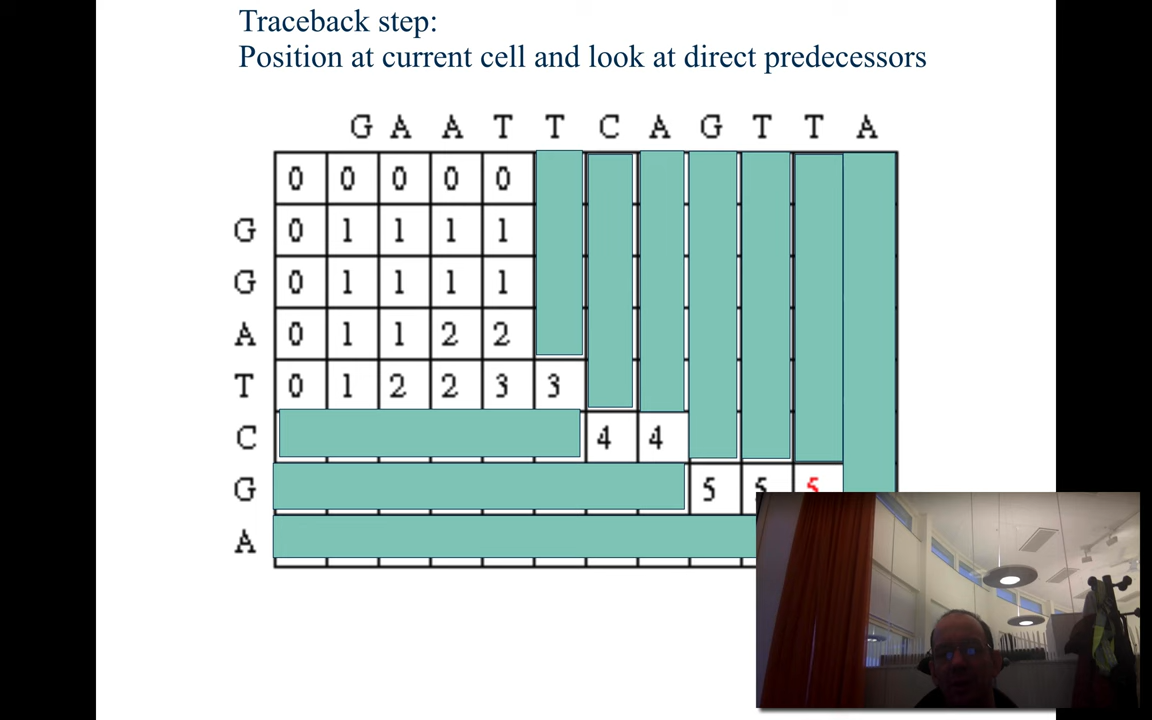 Traceback step:
Position at current cell and look at direct predecessors
G A A T T C A G T T A
0 0 0 0 0
G 0 1 1 1 1
G 0 1 1 1 1
A 0 1 1 2 2
T 0 1 2 2 3 3
C 4 4
G 5 5 5
A